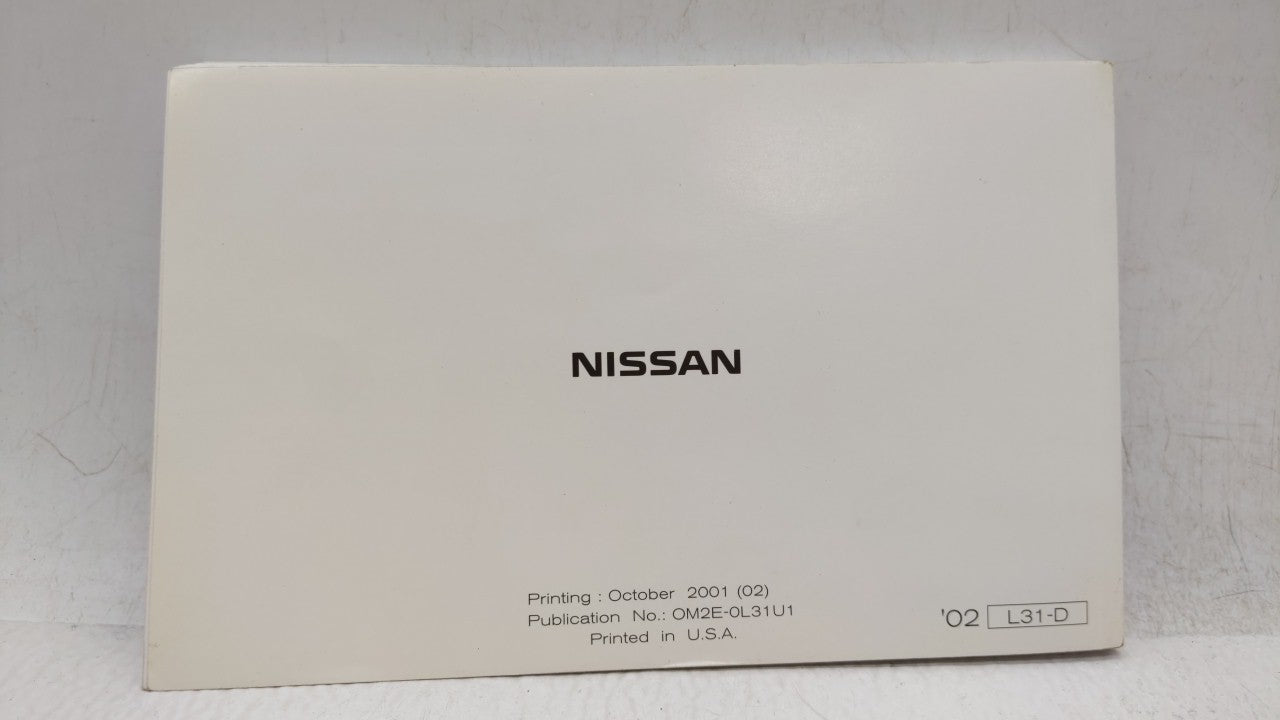 NISSAN
Printing : October 2001 (02)
Publication No.: OM2E-0L31U1
Printed in U.S.A.
'02 L31-D